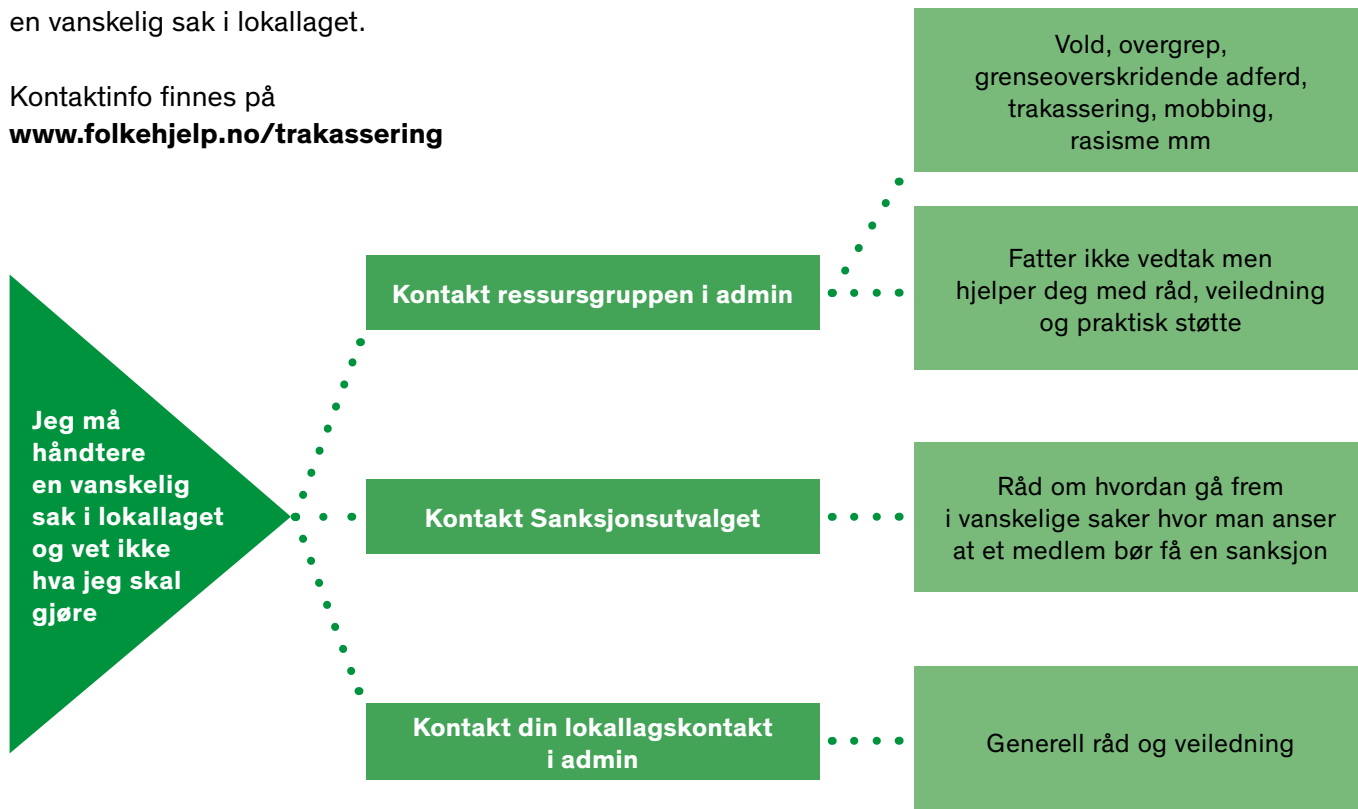 en vanskelig sak i lokallaget.
Kontaktinfo finnes på
www.folkehjelp.no/trakassering
Jeg må
håndtere
en vanskelig
sak i lokallaget
og vet ikke
hva jeg skal
gjøre
Kontakt ressursgruppen i admin
Vold, overgrep,
grenseoverskridende adferd,
trakassering, mobbing,
rasisme mm
Fatter ikke vedtak men
hjelper deg med råd, veiledning
og praktisk støtte
Kontakt Sanksjonsutvalget
Råd om hvordan gå frem
i vanskelige saker hvor man anser
at et medlem bør få en sanksjon
Kontakt din lokallagskontakt
i admin
Generell råd og veiledning